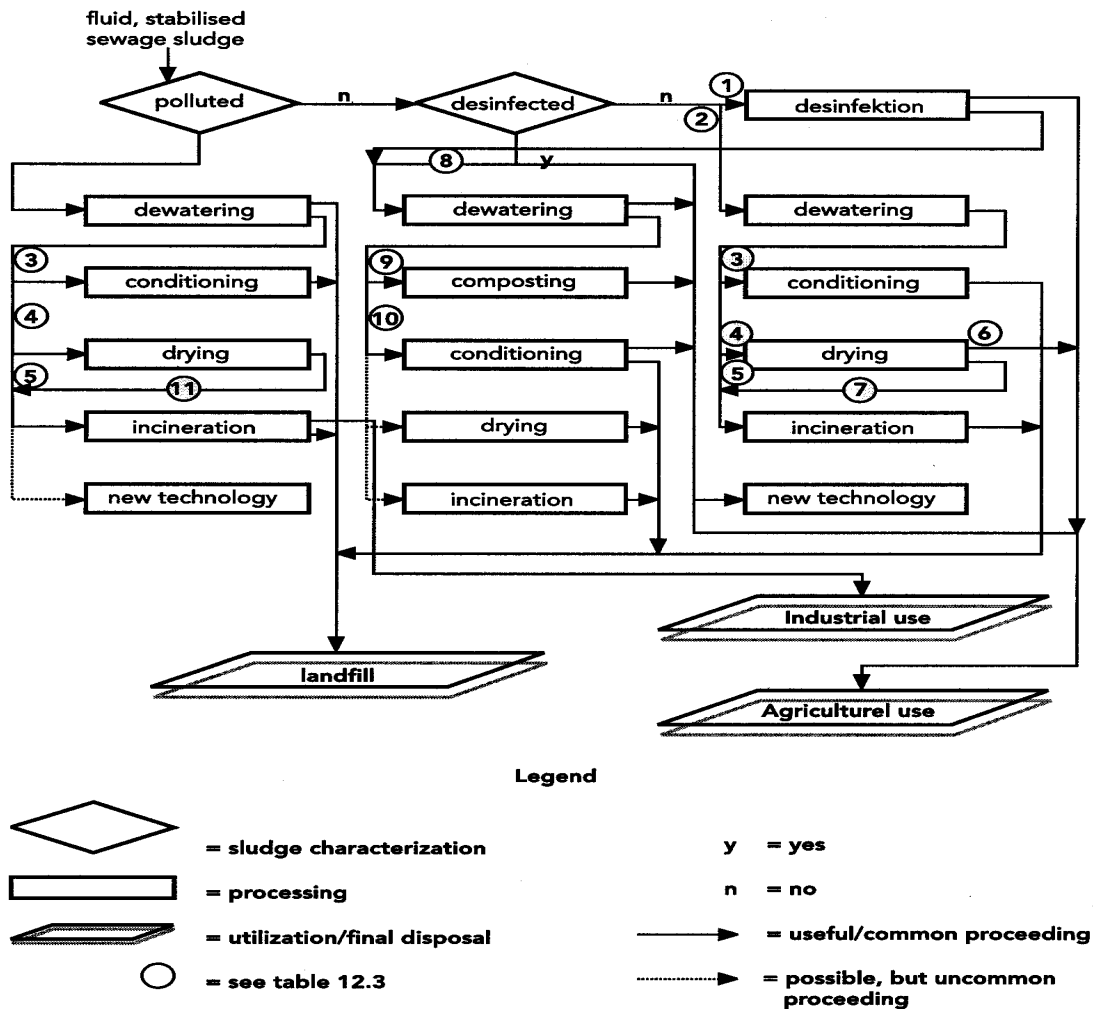 fluid, stabilised
sewage sludge
polluted
n
desinfected
n
1
desinfektion
2
8
y
dewatering
dewatering
dewatering
3
9
3
conditioning
composting
conditioning
4
10
4
6
drying
conditioning
drying
5
11
5
7
incineration
drying
incineration
new technology
incineration
new technology
Industrial use
landfill
Agriculturel use
Legend
= sludge characterization
y = yes
= processing
n = no
= utilization/final disposal
= useful/common proceeding
= see table 12.3
= possible, but uncommon
proceeding